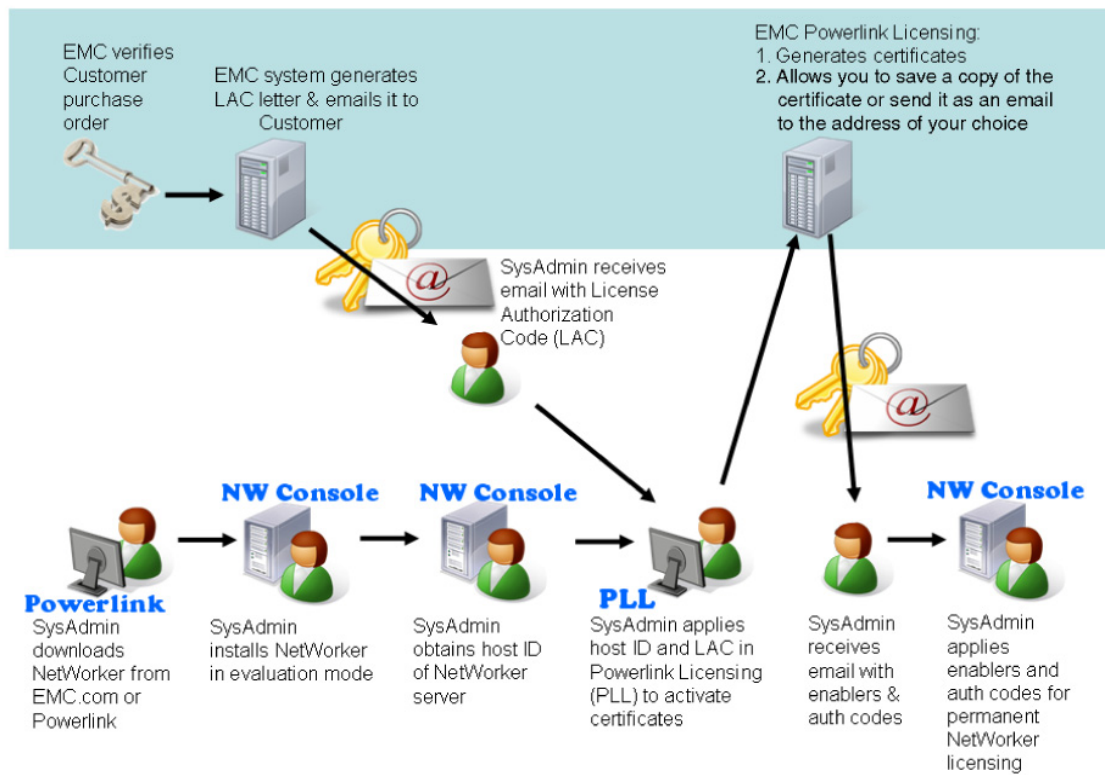 EMC verifies
Customer
purchase
order
EMC system generates
LAC letter & emails it to
Customer
EMC Powerlink Licensing:
1. Generates certificates
2. Allows you to save a copy of the
certificate or send it as an email
to the address of your choice
@
SysAdmin receives
email with License
Authorization
Code (LAC)
@
Powerlink
SysAdmin
downloads
NetWorker from
EMC.com or
Powerlink
NW Console
SysAdmin
installs NetWorker
in evaluation mode
NW Console
SysAdmin
obtains host ID
of NetWorker
server
PLL
SysAdmin applies
host ID and LAC in
Powerlink Licensing
(PLL) to activate
certificates
SysAdmin
receives
email with
enablers &
auth codes
NW Console
SysAdmin
applies
enablers and
auth codes for
permanent
NetWorker
licensing